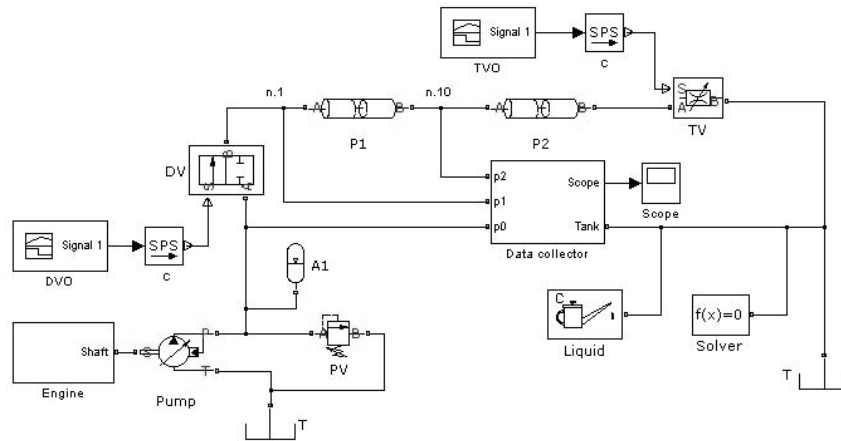 Signal 1
TVO
SPS
c
S
A
B
TV
n.1
n.10
A
B
P1
A
B
P2
DV
B
S
A
p2
p1
p0
Scope
Tank
Data collector
Scope
Signal 1
DVO
SPS
c
A1
C
Liquid
f(x)=0
Solver
Shaft
Engine
S
P
T
Pump
A
B
PV
T
T